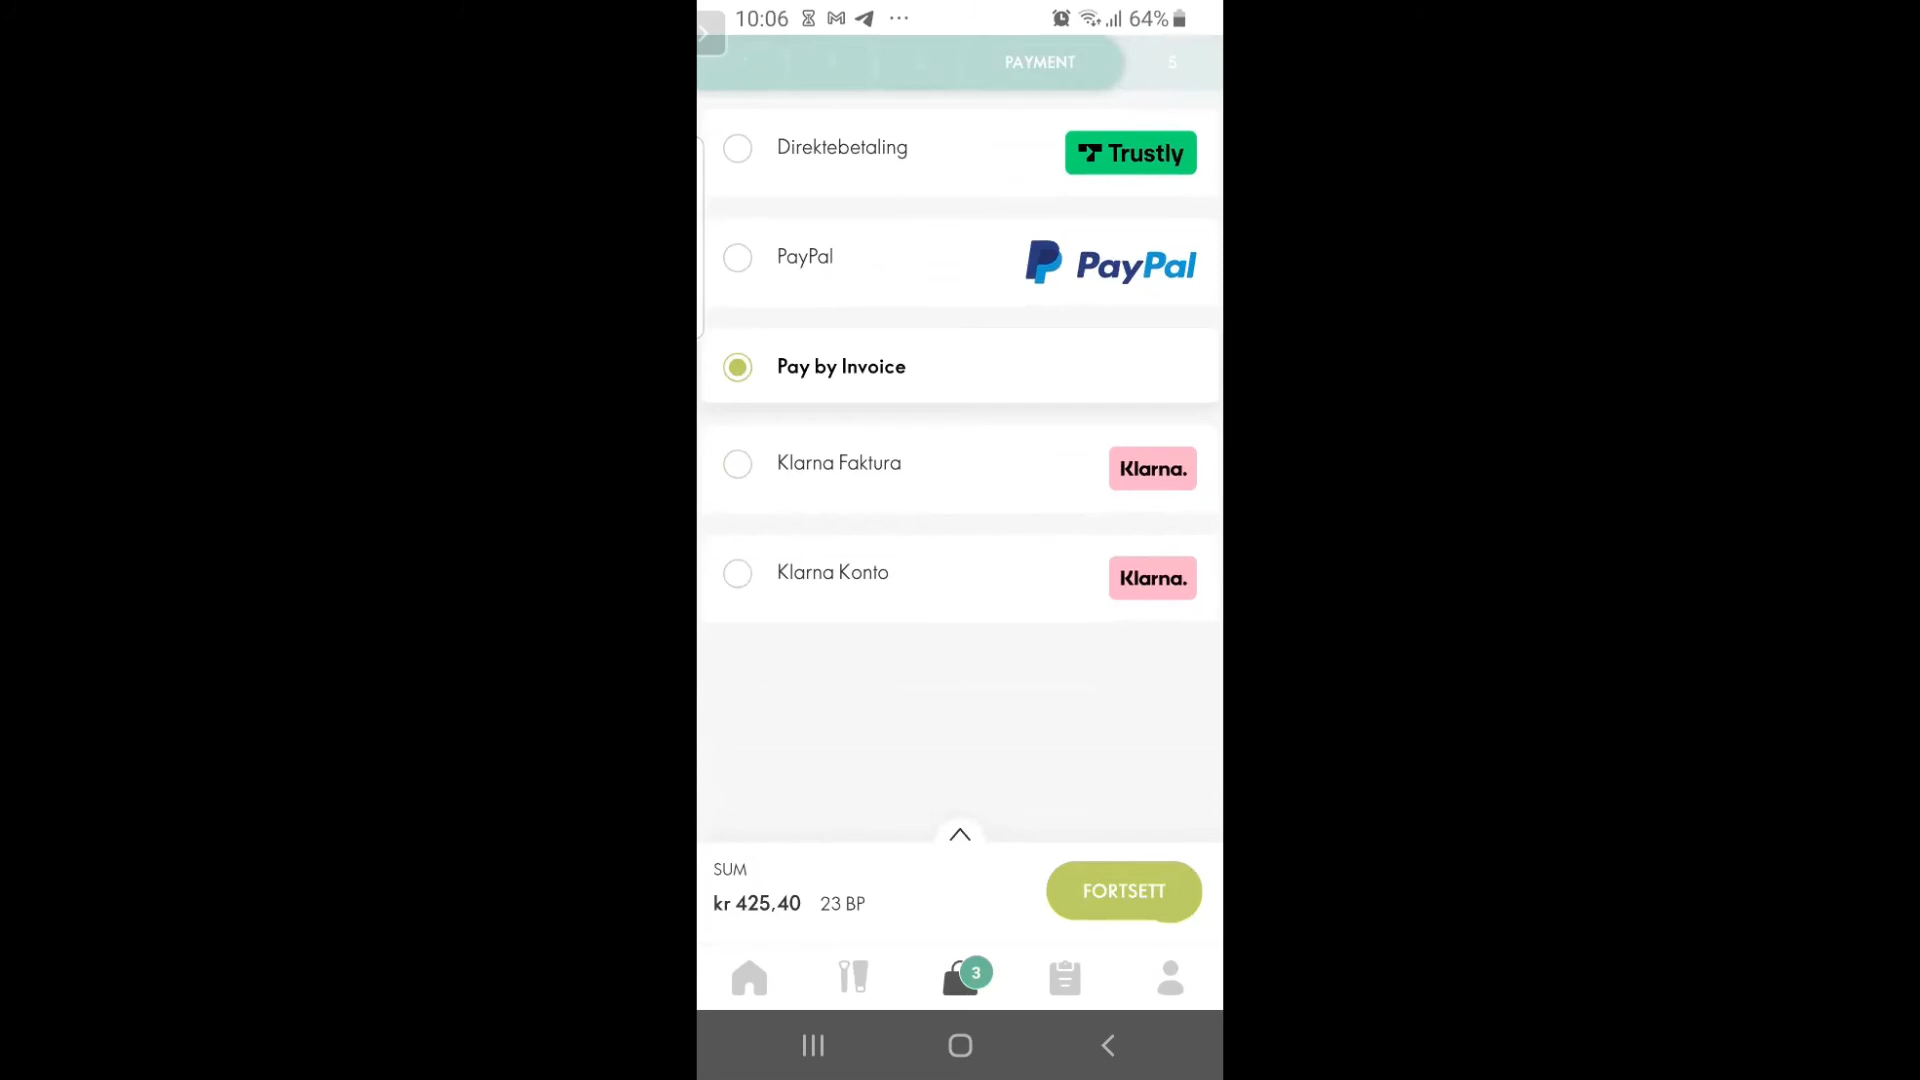 10:06 ... 64%
PAYMENT 5
Direktebetaling Trustly
PayPal PayPal
Pay by Invoice
Klarna Faktura Klarna.
Klarna Konto Klarna.
SUM
kr 425,40 23 BP
FORTSETT
3